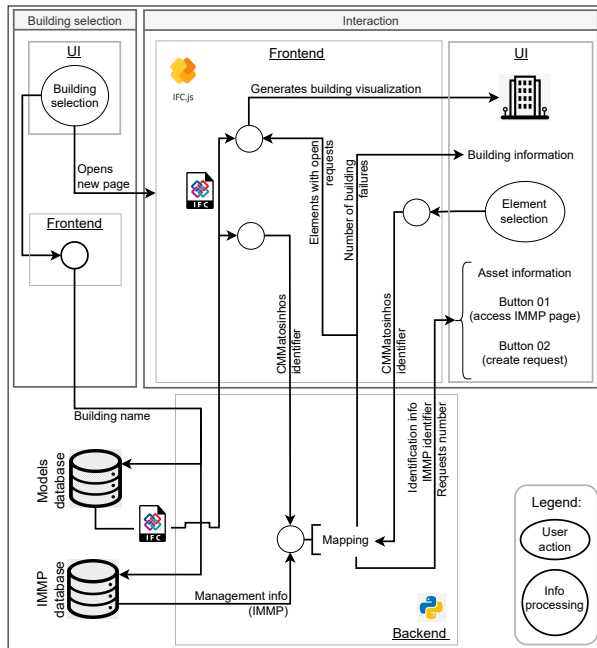 Building selection
Interaction
UI
Building
selection
Opens
new page
Frontend
Frontend
IFC.js
Generates building visualization
IFC
Elements with open
requests
Number of building
failures
CMMatosinhos
identifier
CMMatosinhos
identifier
UI
Building information
Element
selection
Asset information
Button 01
(access IMMP page)
Button 02
(create request)
Building name
Models
database
IFC
IMMP
database
Management info
(IMMP)
Mapping
Identification info
IMMP identifier
Requests number
Backend
Legend:
User
action
Info
processing